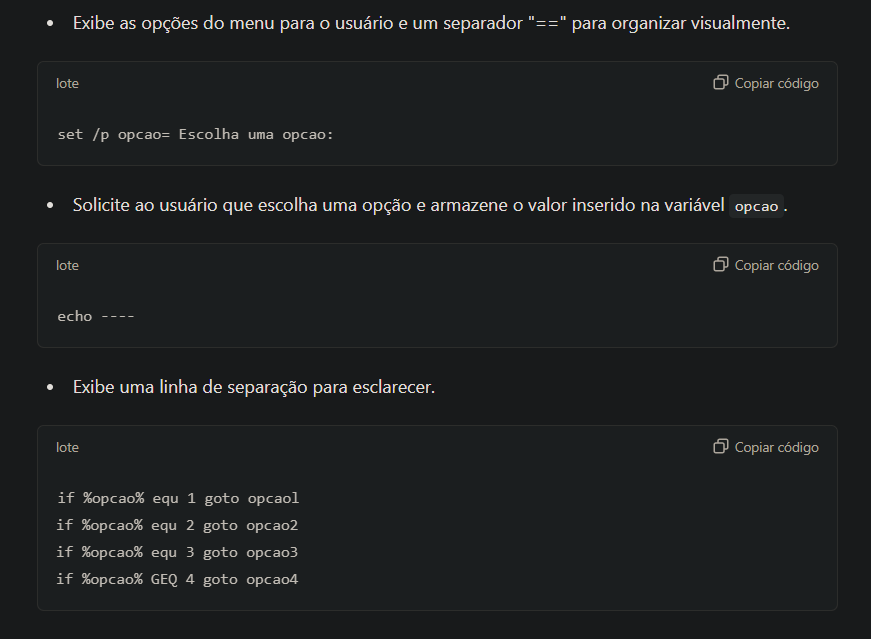 Exibe as opções do menu para o usuário e um separador "==" para organizar visualmente.
lote
Copiar código
set /p opcao= Escolha uma opcao:
Solicite ao usuário que escolha uma opção e armazene o valor inserido na variável opcao.
lote
Copiar código
echo ----
Exibe uma linha de separação para esclarecer.
lote
Copiar código
if %opcao% equ 1 goto opcaol
if %opcao% equ 2 goto opcao2
if %opcao% equ 3 goto opcao3
if %opcao% GEQ 4 goto opcao4